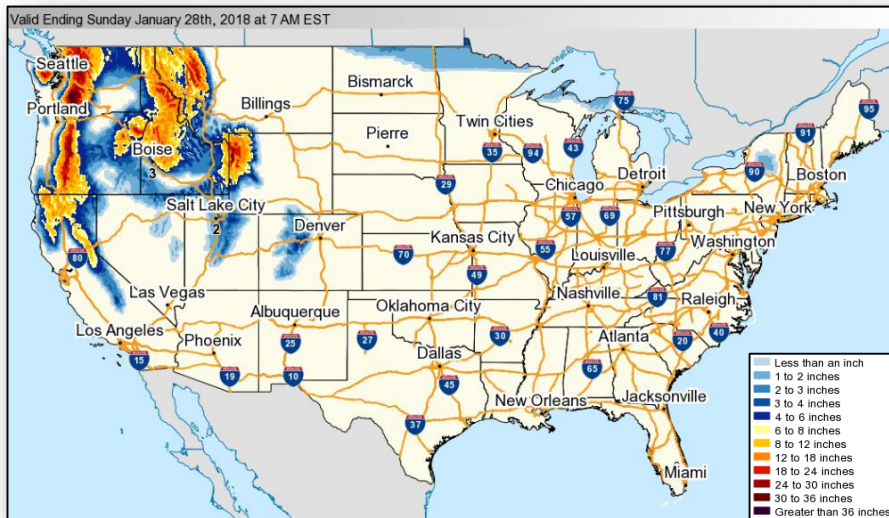 Valid Ending Sunday January 28th, 2018 at 7 AM EST
Seattle
Portland
Billings
Bismarck
Twin Cities
Pierre
Boise
3
Salt Lake City
2
Denver
Las Vegas
Los Angeles
Phoenix
Albuquerque
Kansas City
Oklahoma City
Dallas
Chicago
Detroit
Pittsburgh
New York
Boston
Washington
Louisville
Nashville
Raleigh
Atlanta
Jacksonville
New Orleans
Miami
75
95
91
90
43
94
35
29
57
69
80
70
55
77
49
81
25
27
30
40
20
65
15
19
10
45
37
Less than an inch
1 to 2 inches
2 to 3 inches
3 to 4 inches
4 to 6 inches
6 to 8 inches
8 to 12 inches
12 to 18 inches
18 to 24 inches
24 to 30 inches
30 to 36 inches
Greater than 36 inches